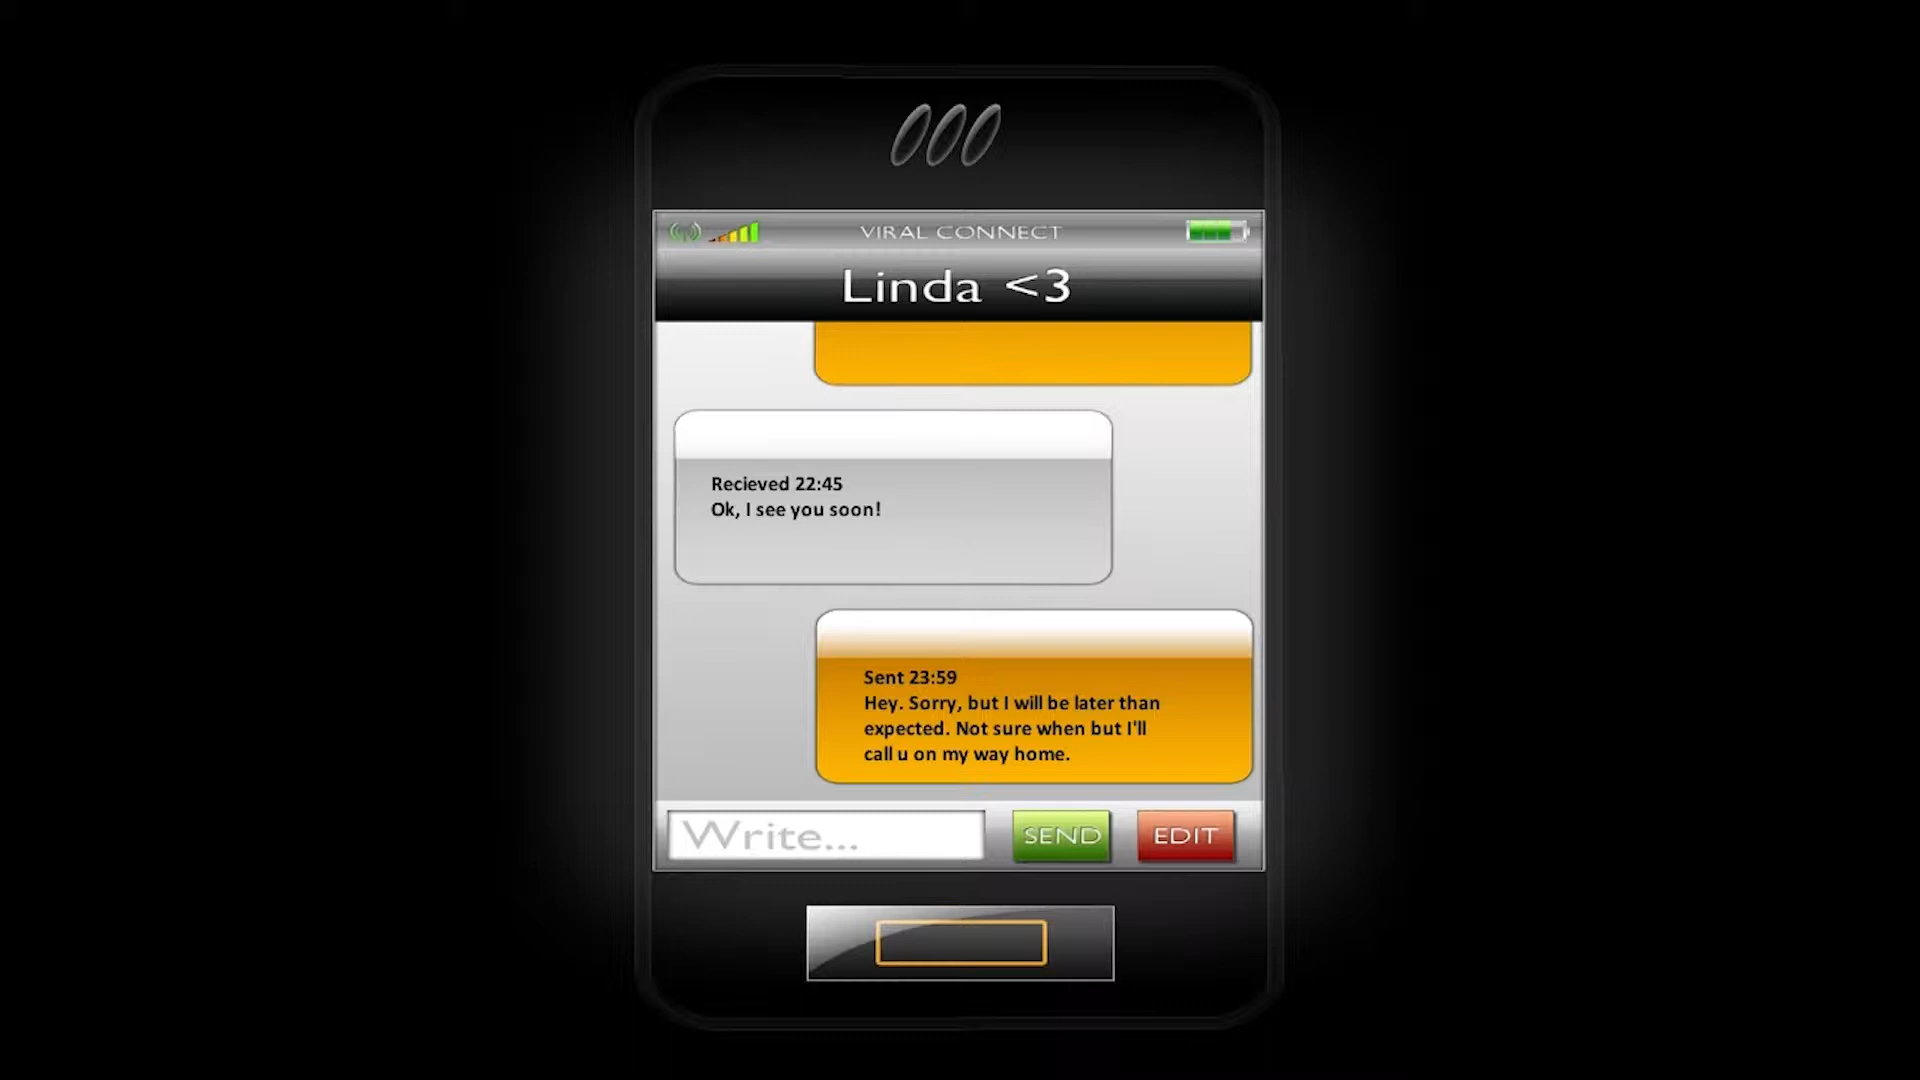 VIRAL CONNECT
Linda <3
Recieved 22:45
Ok, I see you soon!
Sent 23:59
Hey. Sorry, but I will be later than
expected. Not sure when but I'll
call u on my way home.
Write...
SEND
EDIT